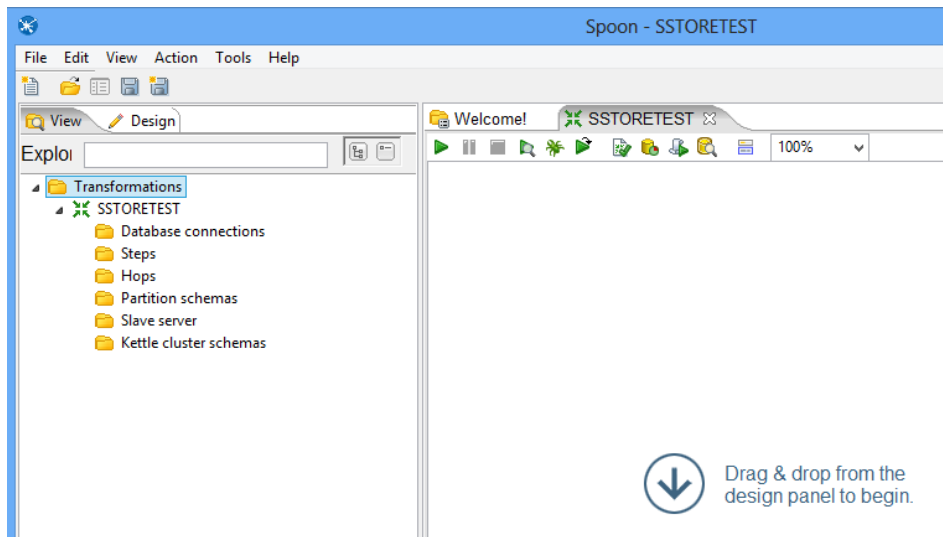 Spoon - SSTORETEST
File Edit View Action Tools Help
View Design
Explor
Transformations
SSTORETEST
Database connections
Steps
Hops
Partition schemas
Slave server
Kettle cluster schemas
Welcome! SSTORETEST
100%
Drag & drop from the
design panel to begin.